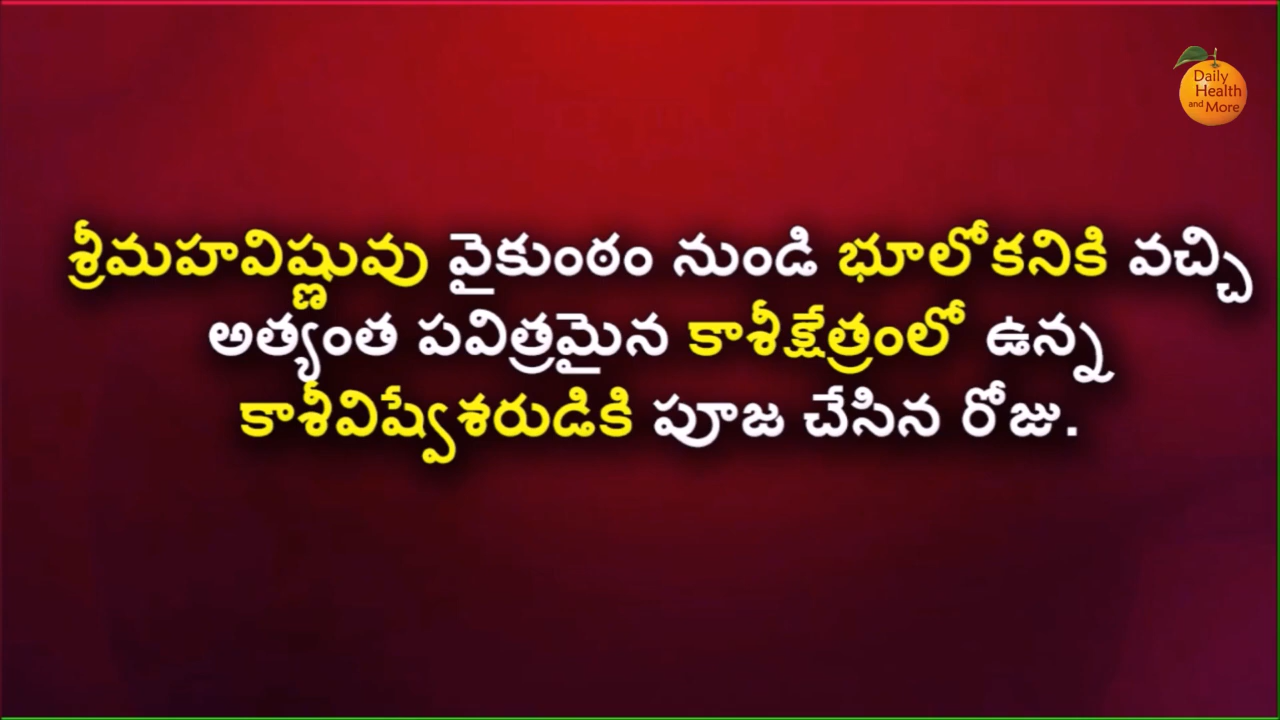 Daily
Health
and More
శ్రీమహవిష్ణువు వైకుంఠం నుండి భూలోకనికి వచ్చి
అత్యంత పవిత్రమైన కాశీక్షేత్రంలో ఉన్న
కాశీవిష్వేశరుడికి పూజ చేసిన రోజు.